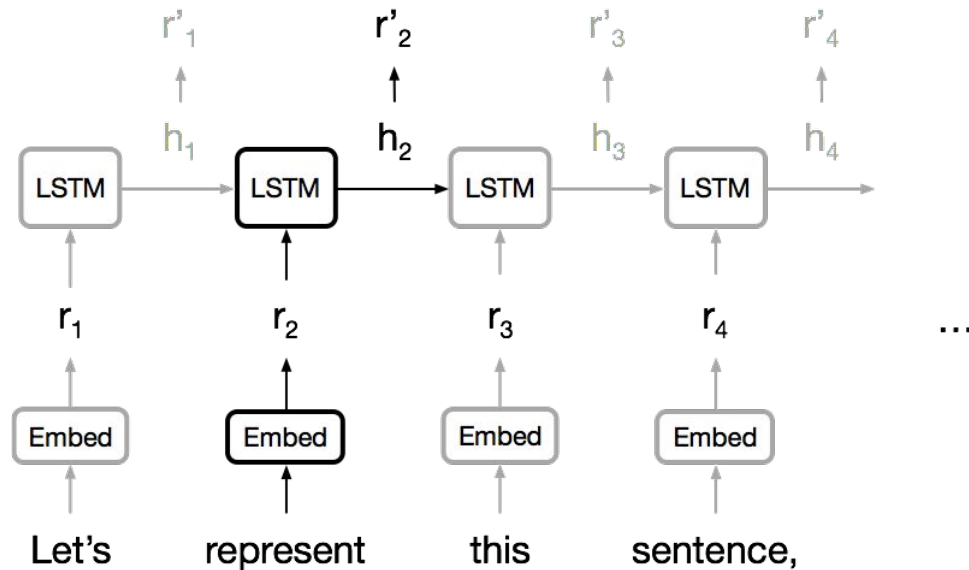 r'₁ r'₂ r'₃ r'₄
h₁ h₂ h₃ h₄
LSTM LSTM LSTM LSTM
r₁ r₂ r₃ r₄ ...
Embed Embed Embed Embed
Let's represent this sentence,